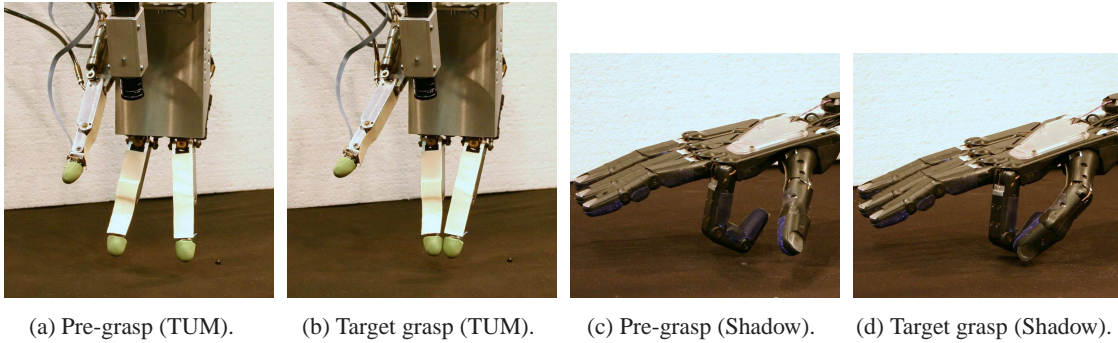 (a) Pre-grasp (TUM).
(b) Target grasp (TUM).
(c) Pre-grasp (Shadow).
(d) Target grasp (Shadow).